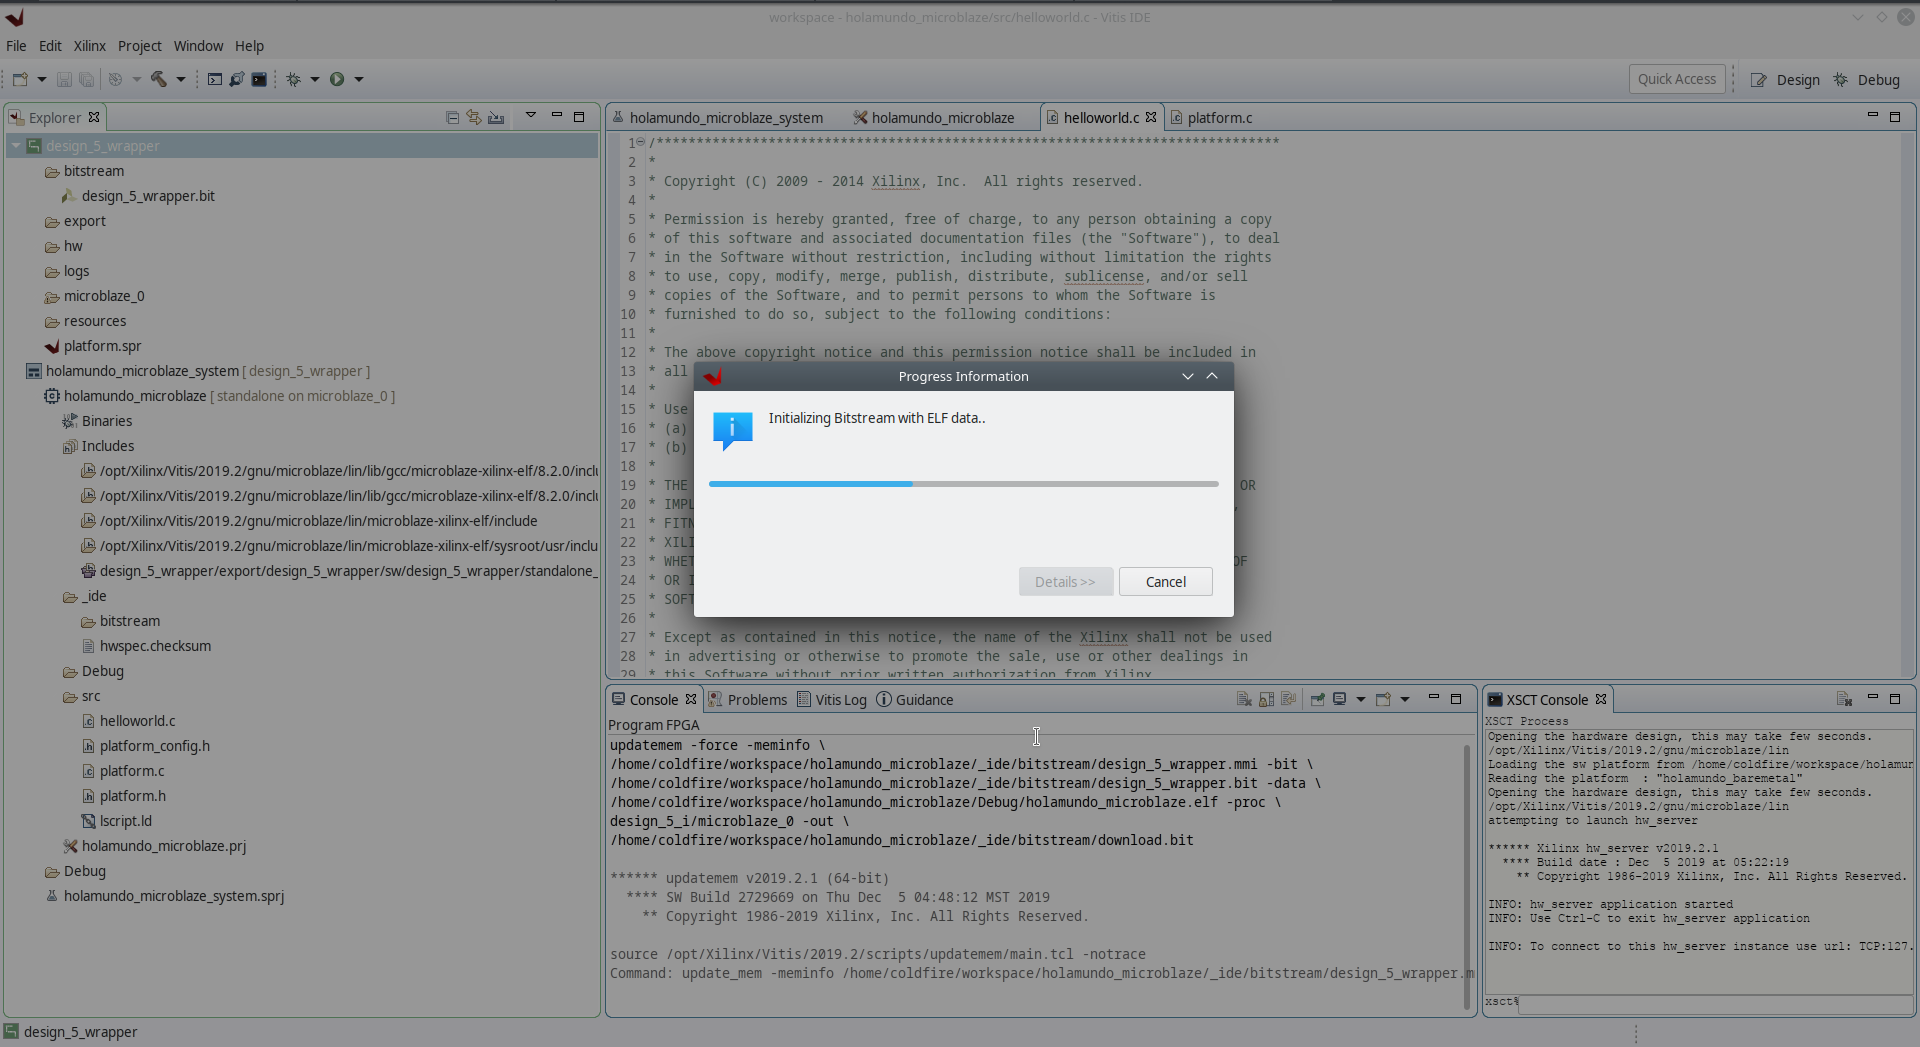 workspace - holamundo_microblaze/src/helloworld.c - Vitis IDE
File Edit Xilinx Project Window Help
Quick Access Design Debug
Explorer
design_5_wrapper
bitstream
design_5_wrapper.bit
export
hw
logs
microblaze_0
resources
platform.spr
holamundo_microblaze_system [ design_5_wrapper ]
holamundo_microblaze [ standalone on microblaze_0 ]
Binaries
Includes
/opt/Xilinx/Vitis/2019.2/gnu/microblaze/lin/lib/gcc/microblaze-xilinx-elf/8.2.0/inclu
/opt/Xilinx/Vitis/2019.2/gnu/microblaze/lin/lib/gcc/microblaze-xilinx-elf/8.2.0/inclu
/opt/Xilinx/Vitis/2019.2/gnu/microblaze/lin/microblaze-xilinx-elf/include
/opt/Xilinx/Vitis/2019.2/gnu/microblaze/lin/microblaze-xilinx-elf/sysroot/usr/inclu
design_5_wrapper/export/design_5_wrapper/sw/design_5_wrapper/standalone_
_ide
bitstream
hwspec.checksum
Debug
src
helloworld.c
platform_config.h
platform.c
platform.h
lscript.ld
holamundo_microblaze.prj
Debug
holamundo_microblaze_system.sprj
design_5_wrapper
holamundo_microblaze_system holamundo_microblaze helloworld.c platform.c
1 /******************************************************************************
2 *
3 * Copyright (C) 2009 - 2014 Xilinx, Inc.  All rights reserved.
4 *
5 * Permission is hereby granted, free of charge, to any person obtaining a copy
6 * of this software and associated documentation files (the "Software"), to deal
7 * in the Software without restriction, including without limitation the rights
8 * to use, copy, modify, merge, publish, distribute, sublicense, and/or sell
9 * copies of the Software, and to permit persons to whom the Software is
10 * furnished to do so, subject to the following conditions:
11 *
12 * The above copyright notice and this permission notice shall be included in
13 * all
14 *
15 * Use
16 * (a)
17 * (b)
18 *
19 * THE OR
20 * IMPL ,
21 * FITN
22 * XILI
23 * WHET OF
24 * OR I
25 * SOFT
26 *
27 * Except as contained in this notice, the name of the Xilinx shall not be used
28 * in advertising or otherwise to promote the sale, use or other dealings in
29 * this Software without prior written authorization from Xilinx
Progress Information
Initializing Bitstream with ELF data..
Details >> Cancel
Console Problems Vitis Log Guidance
Program FPGA
updatemem -force -meminfo \
/home/coldfire/workspace/holamundo_microblaze/_ide/bitstream/design_5_wrapper.mmi -bit \
/home/coldfire/workspace/holamundo_microblaze/_ide/bitstream/design_5_wrapper.bit -data \
/home/coldfire/workspace/holamundo_microblaze/Debug/holamundo_microblaze.elf -proc \
design_5_i/microblaze_0 -out \
/home/coldfire/workspace/holamundo_microblaze/_ide/bitstream/download.bit
****** updatemem v2019.2.1 (64-bit)
**** SW Build 2729669 on Thu Dec  5 04:48:12 MST 2019
** Copyright 1986-2019 Xilinx, Inc. All Rights Reserved.
source /opt/Xilinx/Vitis/2019.2/scripts/updatemem/main.tcl -notrace
Command: update_mem -meminfo /home/coldfire/workspace/holamundo_microblaze/_ide/bitstream/design_5_wrapper.m
XSCT Console
XSCT Process
Opening the hardware design, this may take few seconds.
/opt/Xilinx/Vitis/2019.2/gnu/microblaze/lin
Loading the sw platform from /home/coldfire/workspace/holamun
Reading the platform  : "holamundo_baremetal"
Opening the hardware design, this may take few seconds.
/opt/Xilinx/Vitis/2019.2/gnu/microblaze/lin
attempting to launch hw_server
****** Xilinx hw_server v2019.2.1
**** Build date : Dec  5 2019 at 05:22:19
** Copyright 1986-2019 Xilinx, Inc. All Rights Reserved.
INFO: hw_server application started
INFO: Use Ctrl-C to exit hw_server application
INFO: To connect to this hw_server instance use url: TCP:127.
xsct%